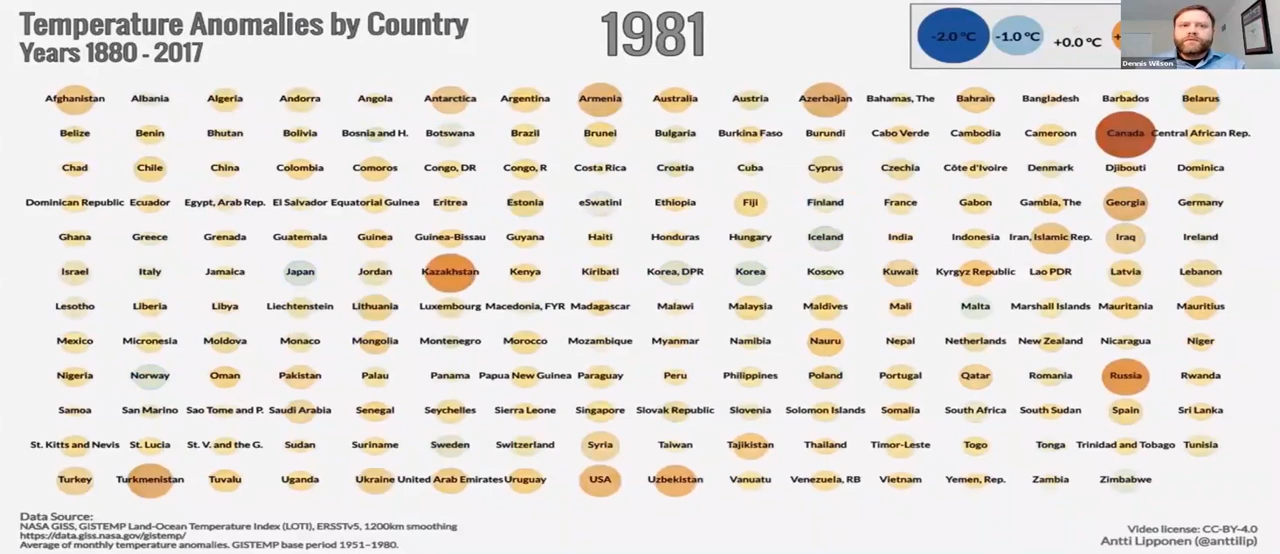 Temperature Anomalies by Country
Years 1880 - 2017
1981
-2.0 °C -1.0 °C +0.0 °C
Dennis Wilson
Afghanistan Albania Algeria Andorra Angola Antarctica Argentina Armenia Australia Austria Azerbaijan Bahamas, The Bahrain Bangladesh Barbados Belarus
Belize Benin Bhutan Bolivia Bosnia and H. Botswana Brazil Brunei Bulgaria Burkina Faso Burundi Cabo Verde Cambodia Cameroon Canada Central African Rep.
Chad Chile China Colombia Comoros Congo, DR Congo, R Costa Rica Croatia Cuba Cyprus Czechia Côte d'Ivoire Denmark Djibouti Dominica
Dominican Republic Ecuador Egypt, Arab Rep. El Salvador Equatorial Guinea Eritrea Estonia eSwatini Ethiopia Fiji Finland France Gabon Gambia, The Georgia Germany
Ghana Greece Grenada Guatemala Guinea Guinea-Bissau Guyana Haiti Honduras Hungary Iceland India Indonesia Iran, Islamic Rep. Iraq Ireland
Israel Italy Jamaica Japan Jordan Kazakhstan Kenya Kiribati Korea, DPR Korea Kosovo Kuwait Kyrgyz Republic Lao PDR Latvia Lebanon
Lesotho Liberia Libya Liechtenstein Lithuania Luxembourg Macedonia, FYR Madagascar Malawi Malaysia Maldives Mali Malta Marshall Islands Mauritania Mauritius
Mexico Micronesia Moldova Monaco Mongolia Montenegro Morocco Mozambique Myanmar Namibia Nauru Nepal Netherlands New Zealand Nicaragua Niger
Nigeria Norway Oman Pakistan Palau Panama Papua New Guinea Paraguay Peru Philippines Poland Portugal Qatar Romania Russia Rwanda
Samoa San Marino Sao Tome and P. Saudi Arabia Senegal Seychelles Sierra Leone Singapore Slovak Republic Slovenia Solomon Islands Somalia South Africa South Sudan Spain Sri Lanka
St. Kitts and Nevis St. Lucia St. V. and the G. Sudan Suriname Sweden Switzerland Syria Taiwan Tajikistan Thailand Timor-Leste Togo Tonga Trinidad and Tobago Tunisia
Turkey Turkmenistan Tuvalu Uganda Ukraine United Arab Emirates Uruguay USA Uzbekistan Vanuatu Venezuela, RB Vietnam Yemen, Rep. Zambia Zimbabwe
Data Source:
NASA GISS, GISTEMP Land-Ocean Temperature Index (LOTI), ERSSTv5, 1200km smoothing
https://data.giss.nasa.gov/gistemp/
Average of monthly temperature anomalies. GISTEMP base period 1951-1980.
Video license: CC-BY-4.0
Antti Lipponen (@anttilip)